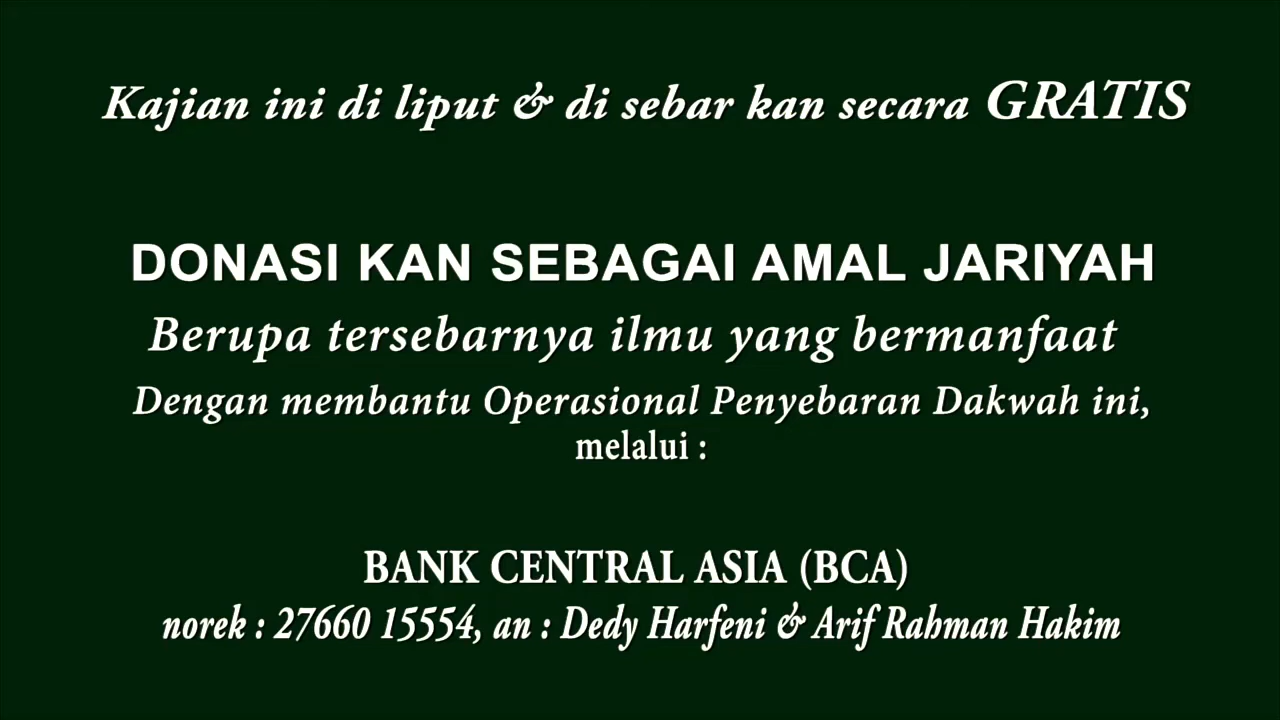 Kajian ini di liput & di sebar kan secara GRATIS
DONASI KAN SEBAGAI AMAL JARIYAH
Berupa tersebarnya ilmu yang bermanfaat
Dengan membantu Operasional Penyebaran Dakwah ini,
melalui :
BANK CENTRAL ASIA (BCA)
norek : 27660 15554, an : Dedy Harfeni & Arif Rahman Hakim